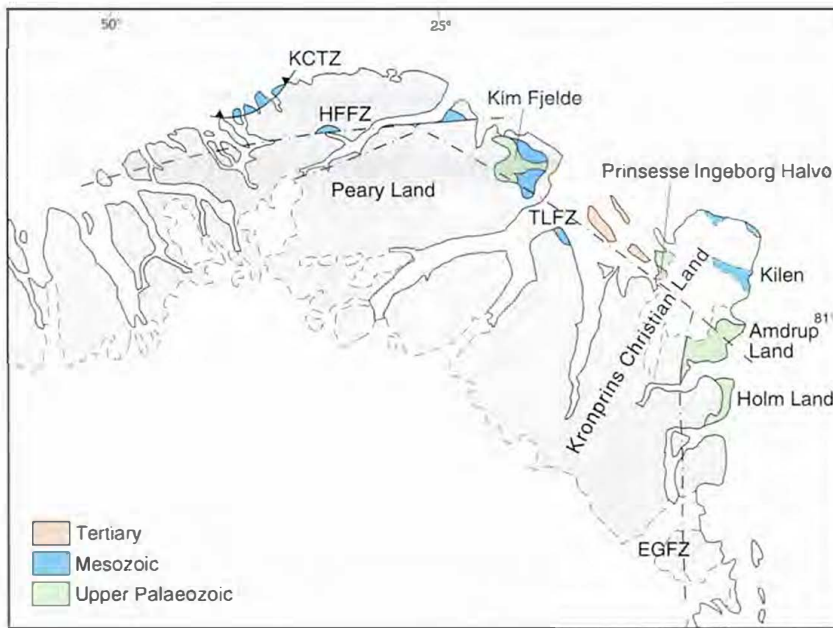 50°
25°
KCTZ
Kim Fjelde
HFFZ
Prinsesse Ingeborg Halvø
Peary Land
TLFZ
Kilen
Kronprins Christian Land
81°
Amdrup
Land
Holm Land
EGFZ
Tertiary
Mesozoic
Upper Palaeozoic